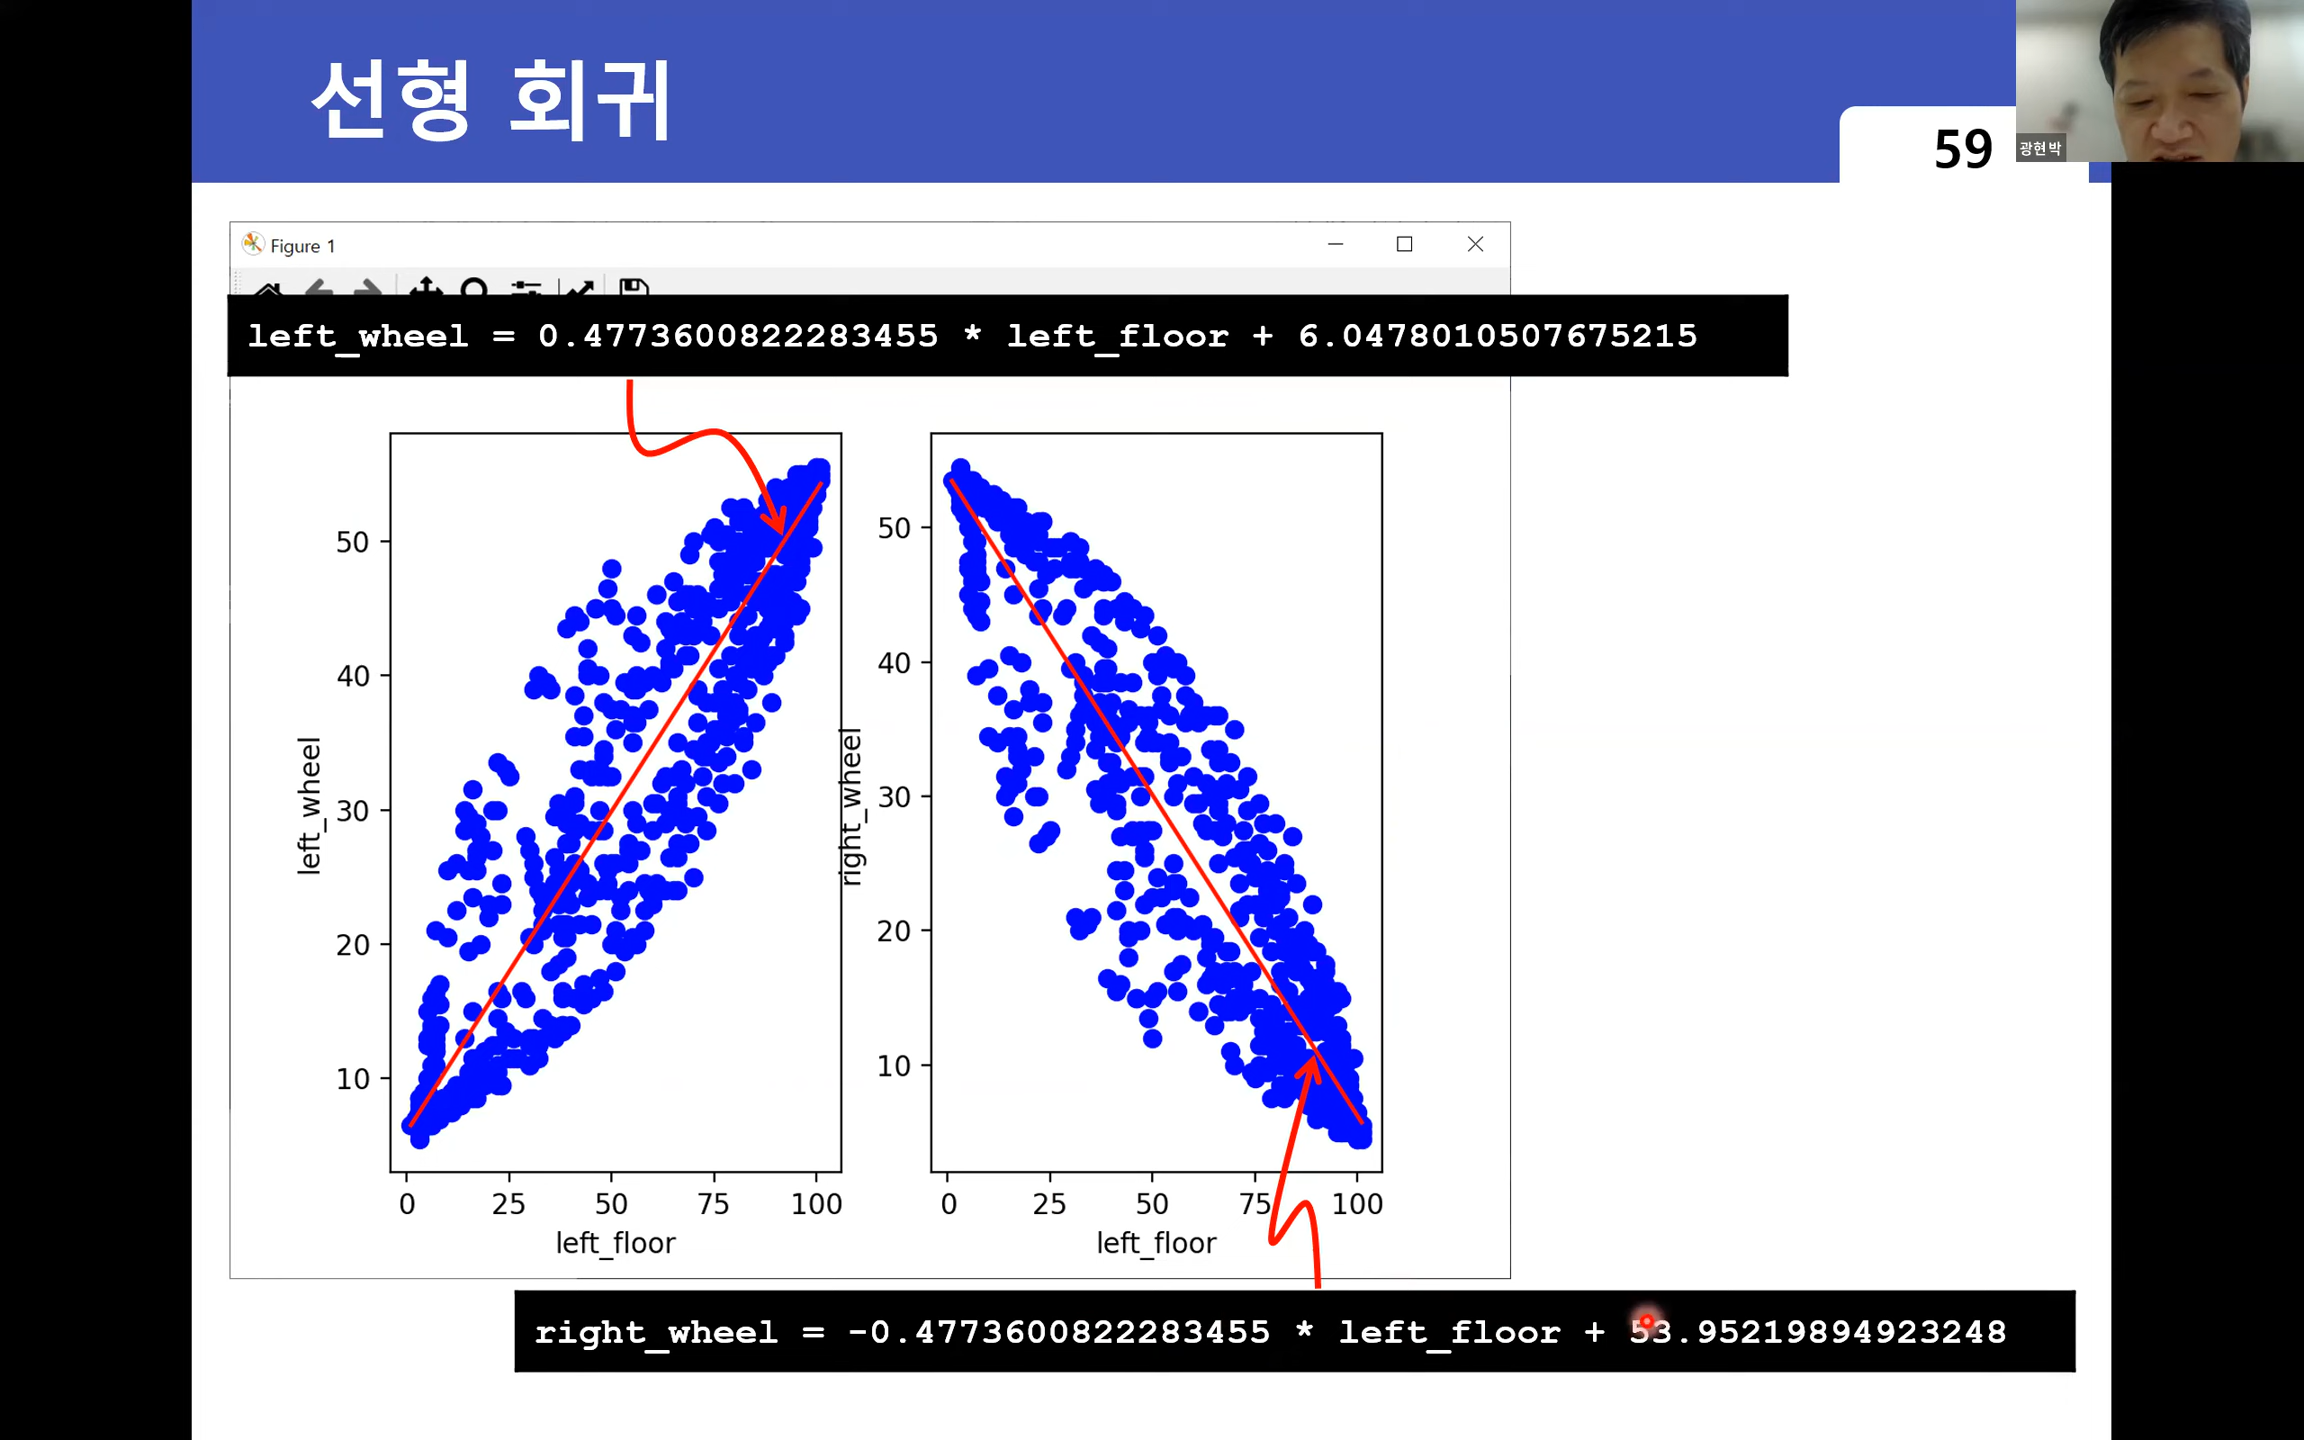 선형 회귀
59
광현박
Figure 1
left_wheel = 0.4773600822283455 * left_floor + 6.0478010507675215
50
40
30
20
10
left_wheel
0 25 50 75 100
left_floor
50
40
30
20
10
right_wheel
0 25 50 75 100
left_floor
right_wheel = -0.4773600822283455 * left_floor + 53.95219894923248